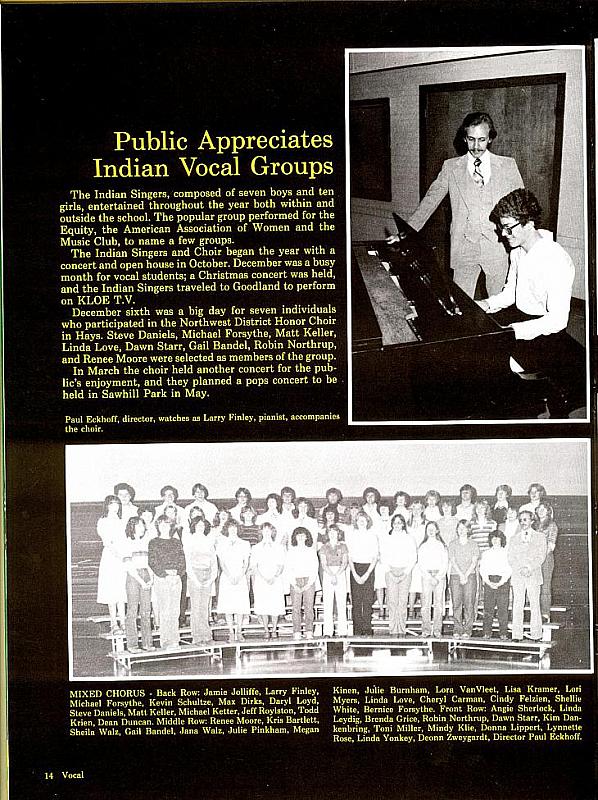 Public Appreciates
Indian Vocal Groups
The Indian Singers, composed of seven boys and ten
girls, entertained throughout the year both within and
outside the school. The popular group performed for the
Equity, the American Association of Women and the
Music Club, to name a few groups.
The Indian Singers and Choir began the year with a
concert and open house in October. December was a busy
month for vocal students; a Christmas concert was held,
and the Indian Singers traveled to Goodland to perform
on KLOE T.V.
December sixth was a big day for seven individuals
who participated in the Northwest District Honor Choir
in Hays. Steve Daniels, Michael Forsythe, Matt Keller,
Linda Love, Dawn Starr, Gail Bandel, Robin Northrup,
and Renee Moore were selected as members of the group.
In March the choir held another concert for the pub-
lic's enjoyment, and they planned a pops concert to be
held in Sawhill Park in May.
Paul Eckhoff, director, watches as Larry Finley, pianist, accompanies
the choir.
MIXED CHORUS - Back Row: Jamie Jolliffe, Larry Finley,
Michael Forsythe, Kevin Schultze, Max Dirks, Daryl Loyd,
Steve Daniels, Matt Keller, Michael Ketter, Jeff Roylston, Todd
Krien, Dean Duncan. Middle Row: Renee Moore, Kris Bartlett,
Sheila Walz, Gail Bandel, Jana Walz, Julie Pinkham, Megan
Kinen, Julie Burnham, Lora VanVleet, Lisa Kramer, Lori
Myers, Linda Love, Cheryl Carman, Cindy Felzien, Shellie
White, Bernice Forsythe. Front Row: Angie Sherlock, Linda
Leydig, Brenda Grice, Robin Northrup, Dawn Starr, Kim Dan-
kenbring, Toni Miller, Mindy Klie, Donna Lippert, Lynnette
Rose, Linda Yonkey, Deonn Zweygardt, Director Paul Eckhoff.
14 Vocal